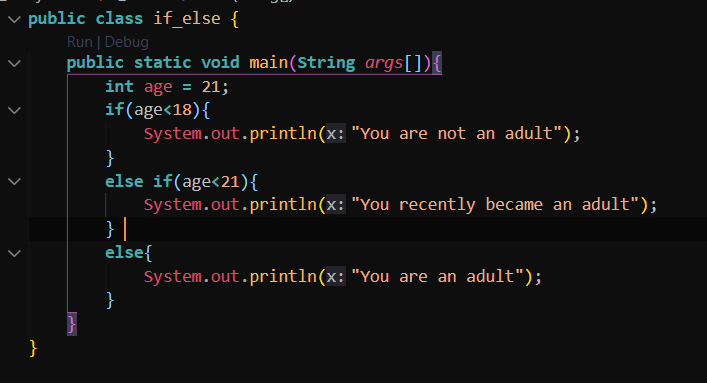 public class if_else {
Run | Debug
public static void main(String args[]){
int age = 21;
if(age<18){
System.out.println(x: "You are not an adult");
}
else if(age<21){
System.out.println(x: "You recently became an adult");
}
else{
System.out.println(x: "You are an adult");
}
}
}